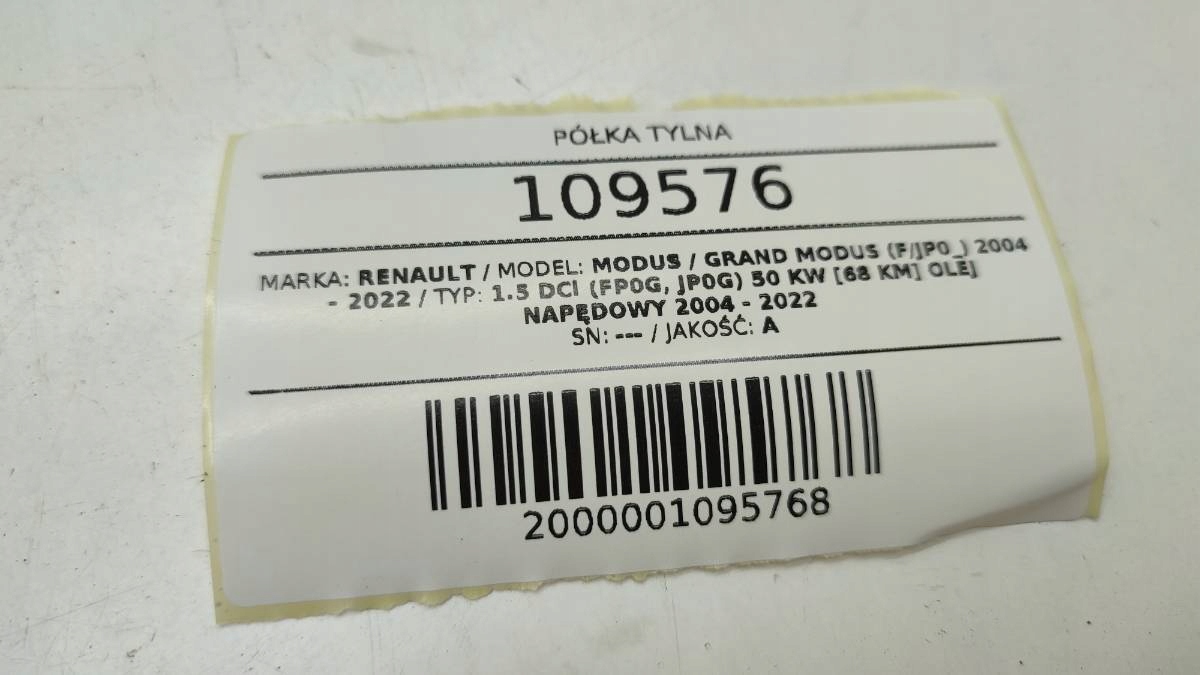 PÓŁKA TYLNA
109576
MARKA: RENAULT / MODEL: MODUS / GRAND MODUS (F/JP0_) 2004
- 2022 / TYP: 1.5 DCI (FP0G, JP0G) 50 KW [68 KM] OLEJ
NAPĘDOWY 2004 - 2022
SN: --- / JAKOŚĆ: A
2000001095768